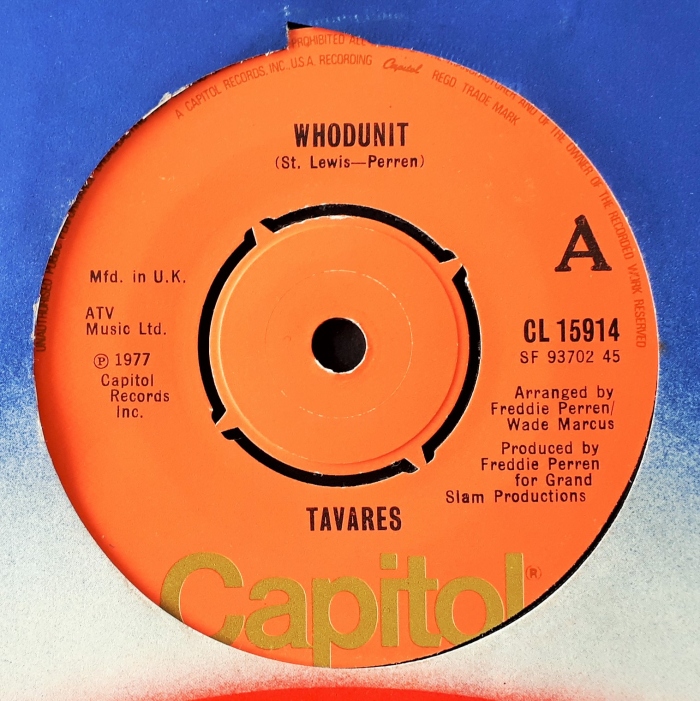 PROHIBITED ALL
A CAPITOL RECORDS, INC. U.S.A. RECORDING Capitol REGD TRADE MARK
AND OF THE OWNER OF THE RECORDED WORK RESERVED
WHODUNIT
(St. Lewis—Perren)
A
Mfd. in U.K.
ATV
Music Ltd.
℗ 1977
Capitol
Records
Inc.
CL 15914
SF 93702 45
Arranged by
Freddie Perren/
Wade Marcus
Produced by
Freddie Perren
for Grand
Slam Productions
TAVARES
Capitol®